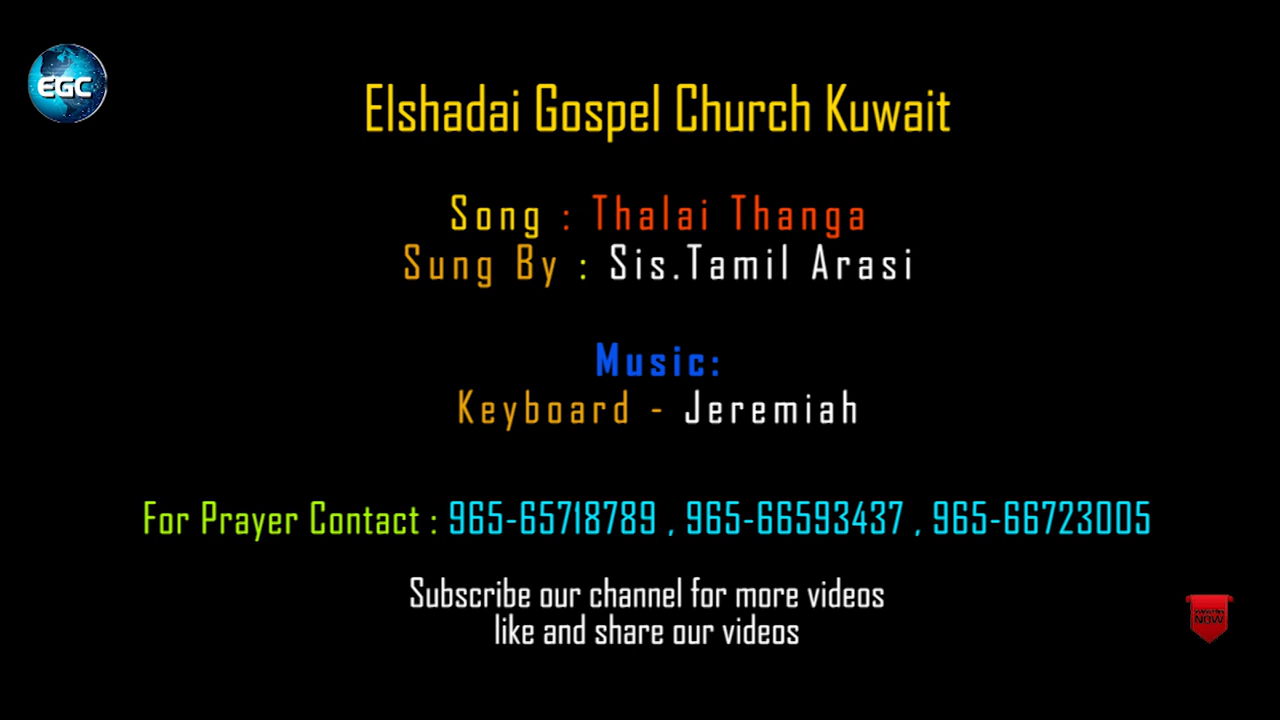 EGC
Elshadai Gospel Church Kuwait
Song : Thalai Thanga
Sung By : Sis.Tamil Arasi
Music:
Keyboard - Jeremiah
For Prayer Contact : 965-65718789 , 965-66593437 , 965-66723005
Subscribe our channel for more videos
like and share our videos
NOW